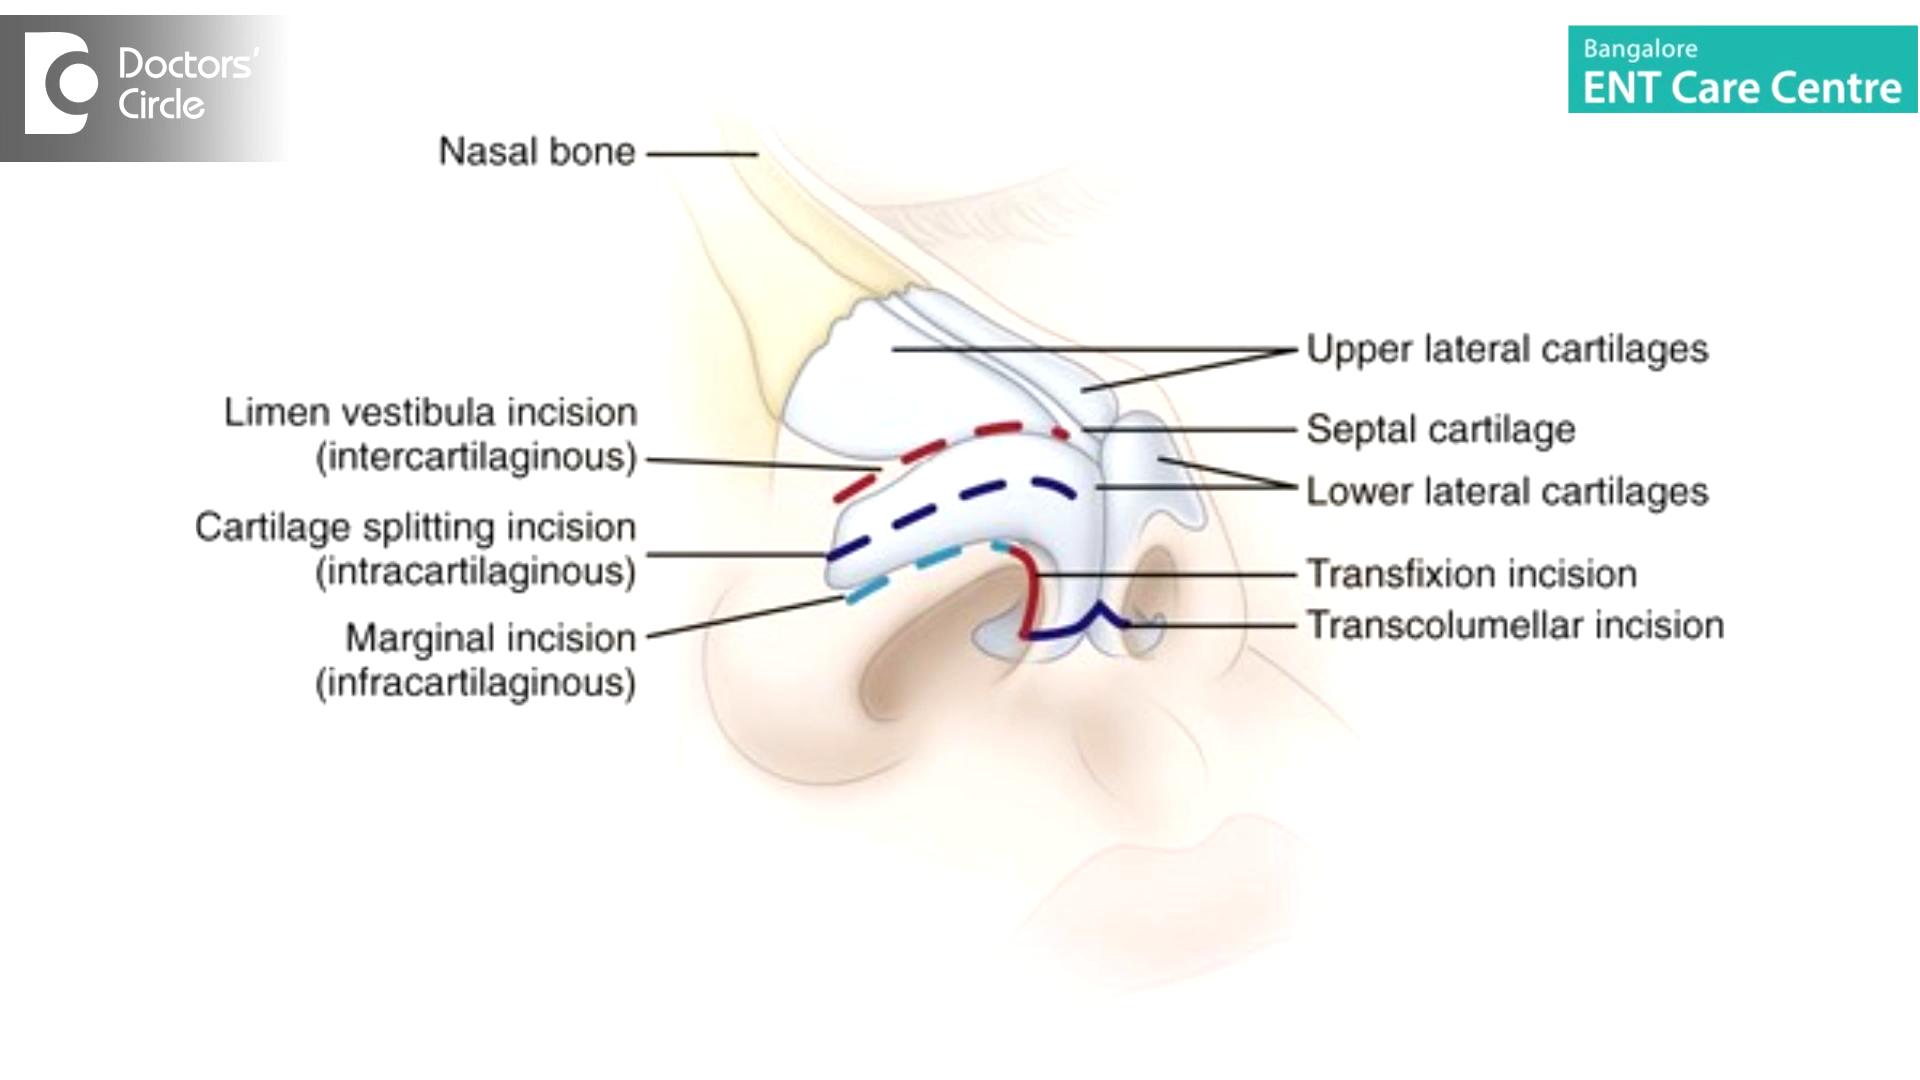 Doctors'
Circle
Bangalore
ENT Care Centre
Nasal bone
Limen vestibula incision
(intercartilaginous)
Cartilage splitting incision
(intracartilaginous)
Marginal incision
(infracartilaginous)
Upper lateral cartilages
Septal cartilage
Lower lateral cartilages
Transfixion incision
Transcolumellar incision